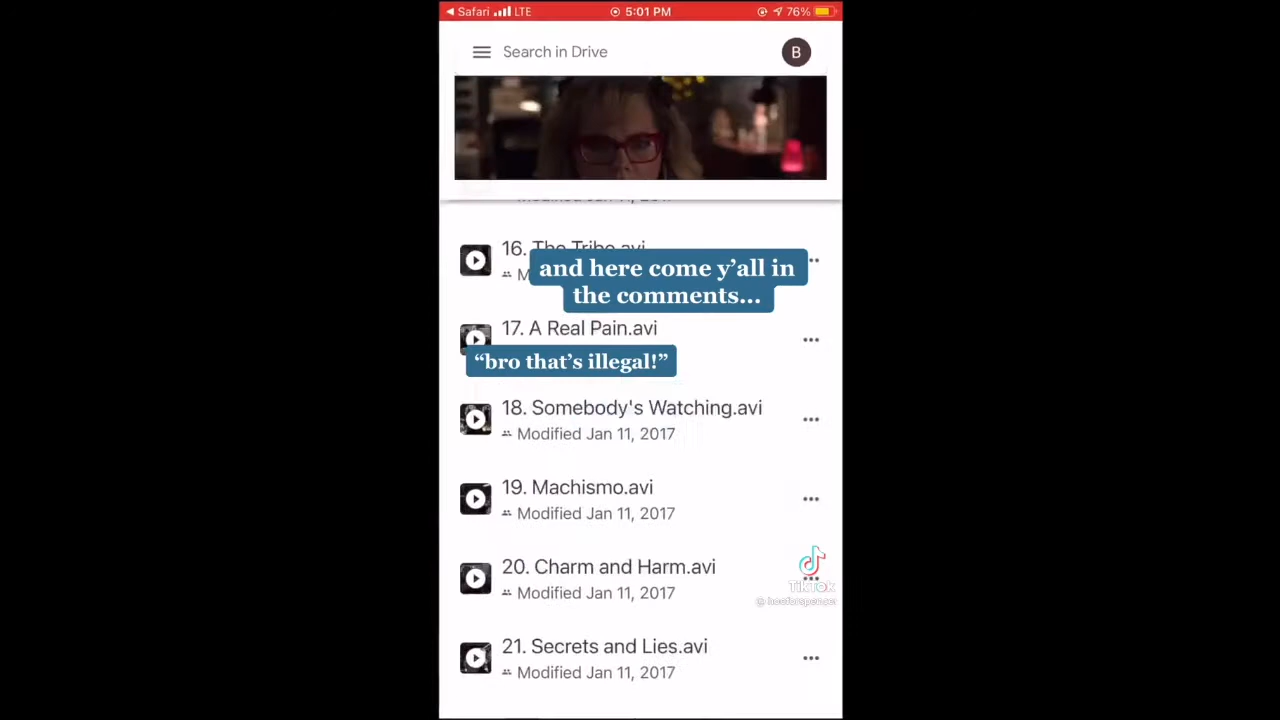 Safari LTE 5:01 PM 76%
Search in Drive
B
16. The Tribe.avi
and here come y’all in
the comments...
17. A Real Pain.avi
“bro that’s illegal!”
18. Somebody's Watching.avi
Modified Jan 11, 2017
19. Machismo.avi
Modified Jan 11, 2017
20. Charm and Harm.avi
Modified Jan 11, 2017
TikTok
21. Secrets and Lies.avi
Modified Jan 11, 2017